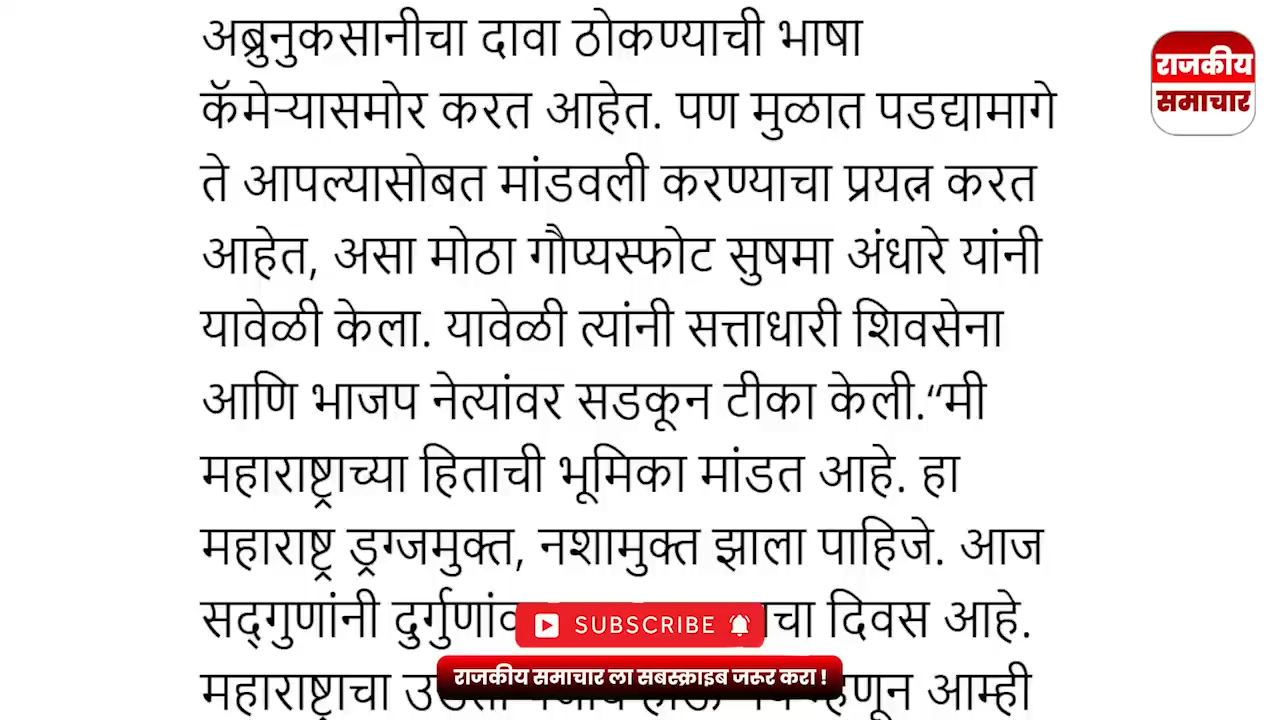 अब्रुनुकसानीचा दावा ठोकण्याची भाषा
कॅमेऱ्यासमोर करत आहेत. पण मुळात पडद्यामागे
ते आपल्यासोबत मांडवली करण्याचा प्रयत्न करत
आहेत, असा मोठा गौप्यस्फोट सुषमा अंधारे यांनी
यावेळी केला. यावेळी त्यांनी सत्ताधारी शिवसेना
आणि भाजप नेत्यांवर सडकून टीका केली.“मी
महाराष्ट्राच्या हिताची भूमिका मांडत आहे. हा
महाराष्ट्र ड्रग्जमुक्त, नशामुक्त झाला पाहिजे. आज
सद्‌गुणांनी दिवस आहे.
महाराष्ट्राचा आम्ही
राजकीय
समाचार
SUBSCRIBE
राजकीय समाचार ला सबस्क्राइब जरूर करा !